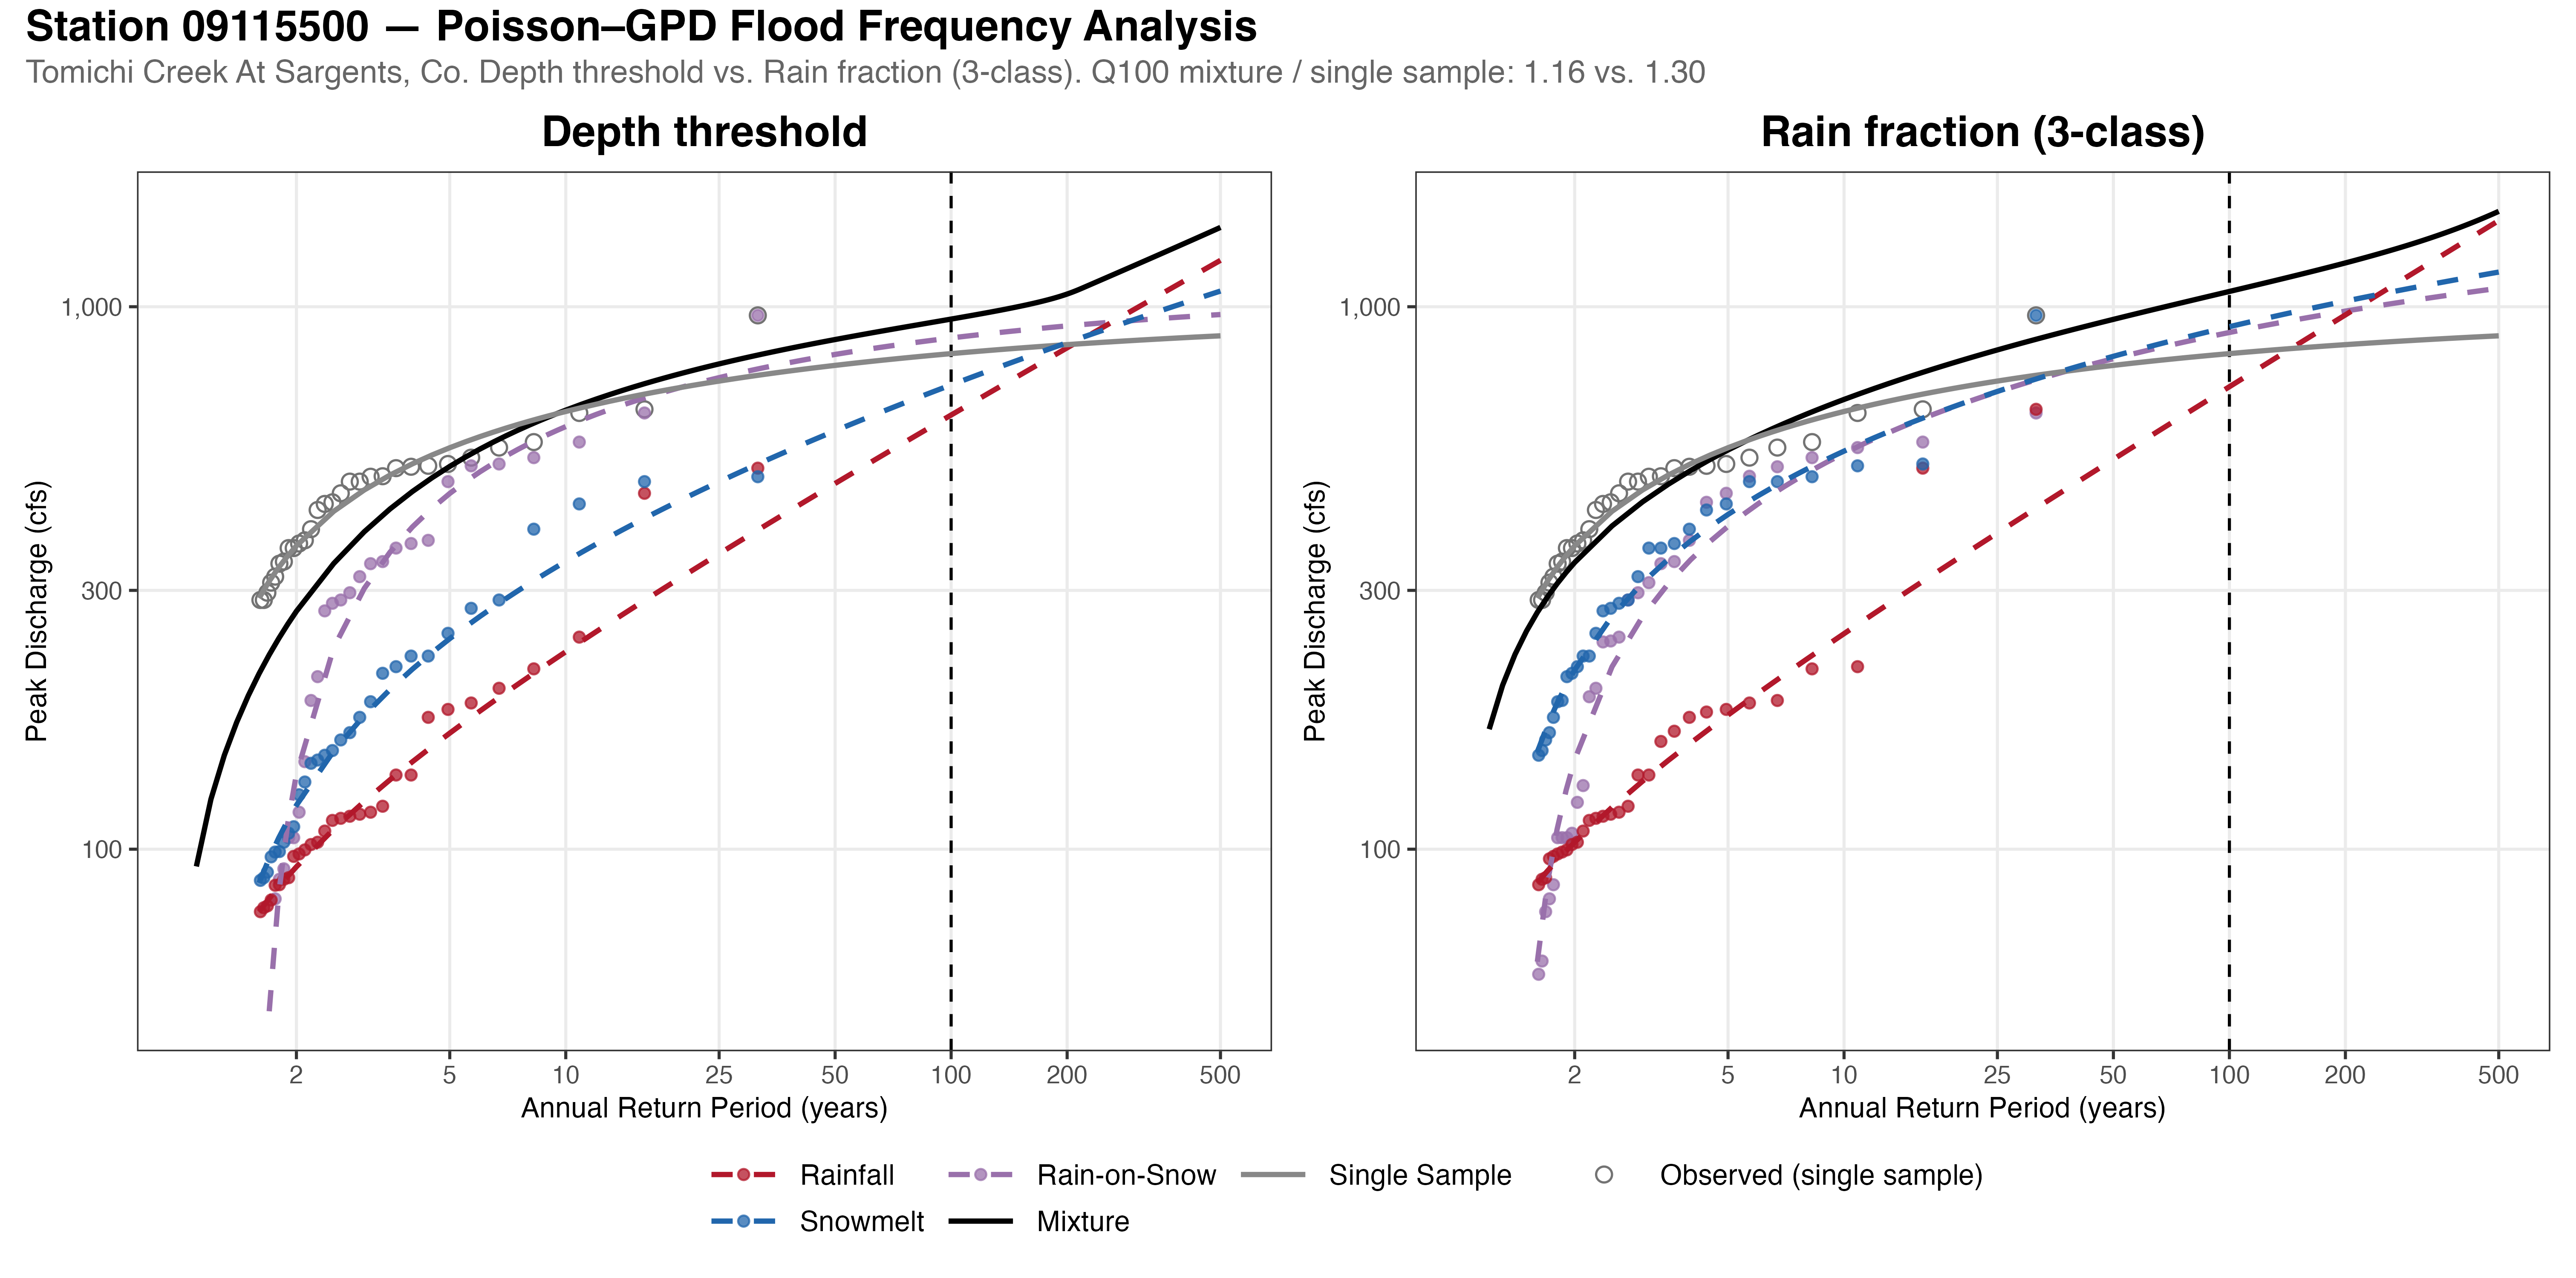 Station 09115500 — Poisson–GPD Flood Frequency Analysis
Tomichi Creek At Sargents, Co. Depth threshold vs. Rain fraction (3-class). Q100 mixture / single sample: 1.16 vs. 1.30
Depth threshold
Peak Discharge (cfs)
1,000
300
100
2 5 10 25 50 100 200 500
Annual Return Period (years)
Rain fraction (3-class)
Peak Discharge (cfs)
1,000
300
100
2 5 10 25 50 100 200 500
Annual Return Period (years)
Rainfall Rain-on-Snow Single Sample Observed (single sample)
Snowmelt Mixture